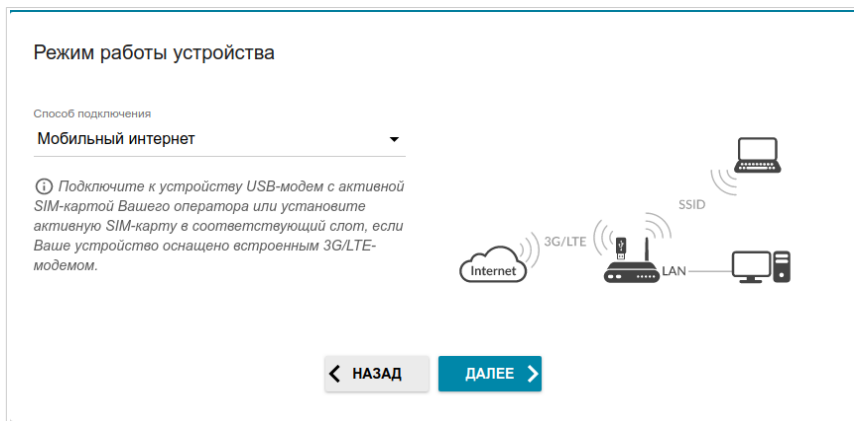 Режим работы устройства
Способ подключения
Мобильный интернет
Подключите к устройству USB-модем с активной
SIM-картой Вашего оператора или установите
активную SIM-карту в соответствующий слот, если
Ваше устройство оснащено встроенным 3G/LTE-
модемом.
SSID
3G/LTE
Internet
LAN
НАЗАД
ДАЛЕЕ